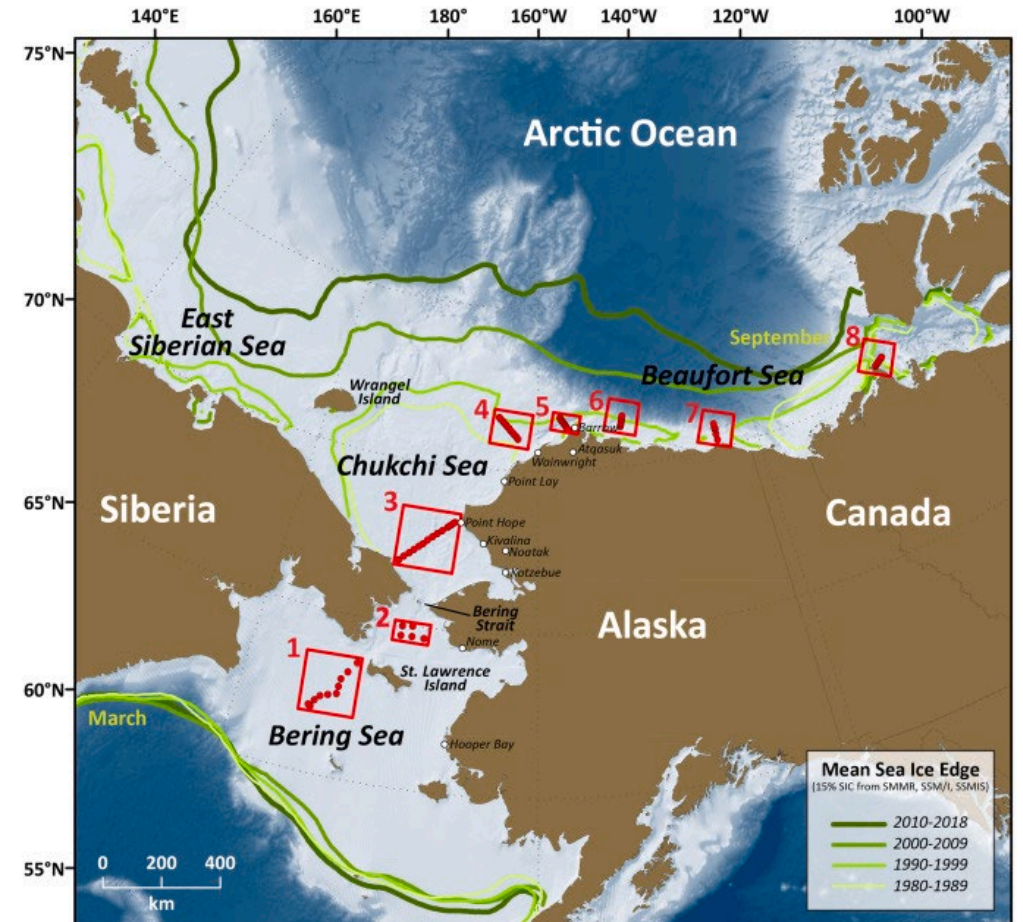 140°E 160°E 180° 160°W 140°W 120°W 100°W
75°N
Arctic Ocean
70°N
East
Siberian Sea
September
8
Beaufort Sea
Wrangel
Island
4 5 6 7
Barrow
Atqasuk
Wainwright
Chukchi Sea
Point Lay
65°N
Siberia
3
Canada
Point Hope
Kivalina
Noatak
Kotzebue
Bering
Strait
Alaska
2
Nome
1
St. Lawrence
Island
60°N
March
Bering Sea
Hooper Bay
Mean Sea Ice Edge
(15% SIC from SMMR, SSM/I, SSMIS)
2010-2018
2000-2009
1990-1999
1980-1989
55°N
0 200 400
km